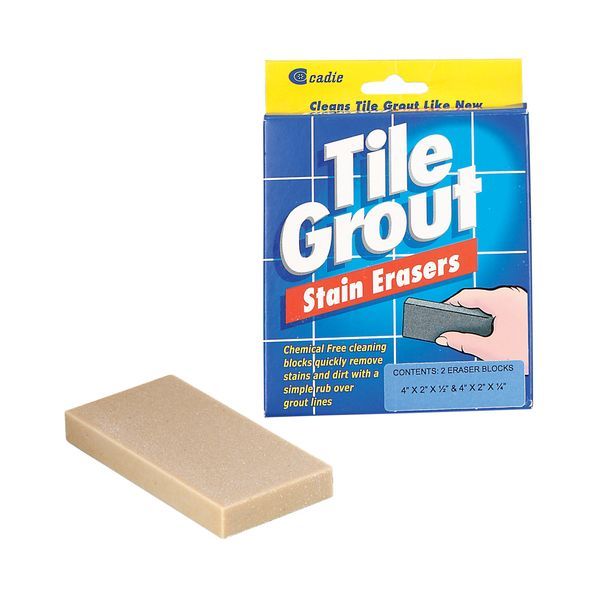 cadie
Cleans Tile Grout Like New
Tile
Grout
Stain Erasers
Chemical Free cleaning
blocks quickly remove
stains and dirt with a
simple rub over
grout lines
CONTENTS: 2 ERASER BLOCKS
4" X 2" X ½" & 4" X 2" X ¼"